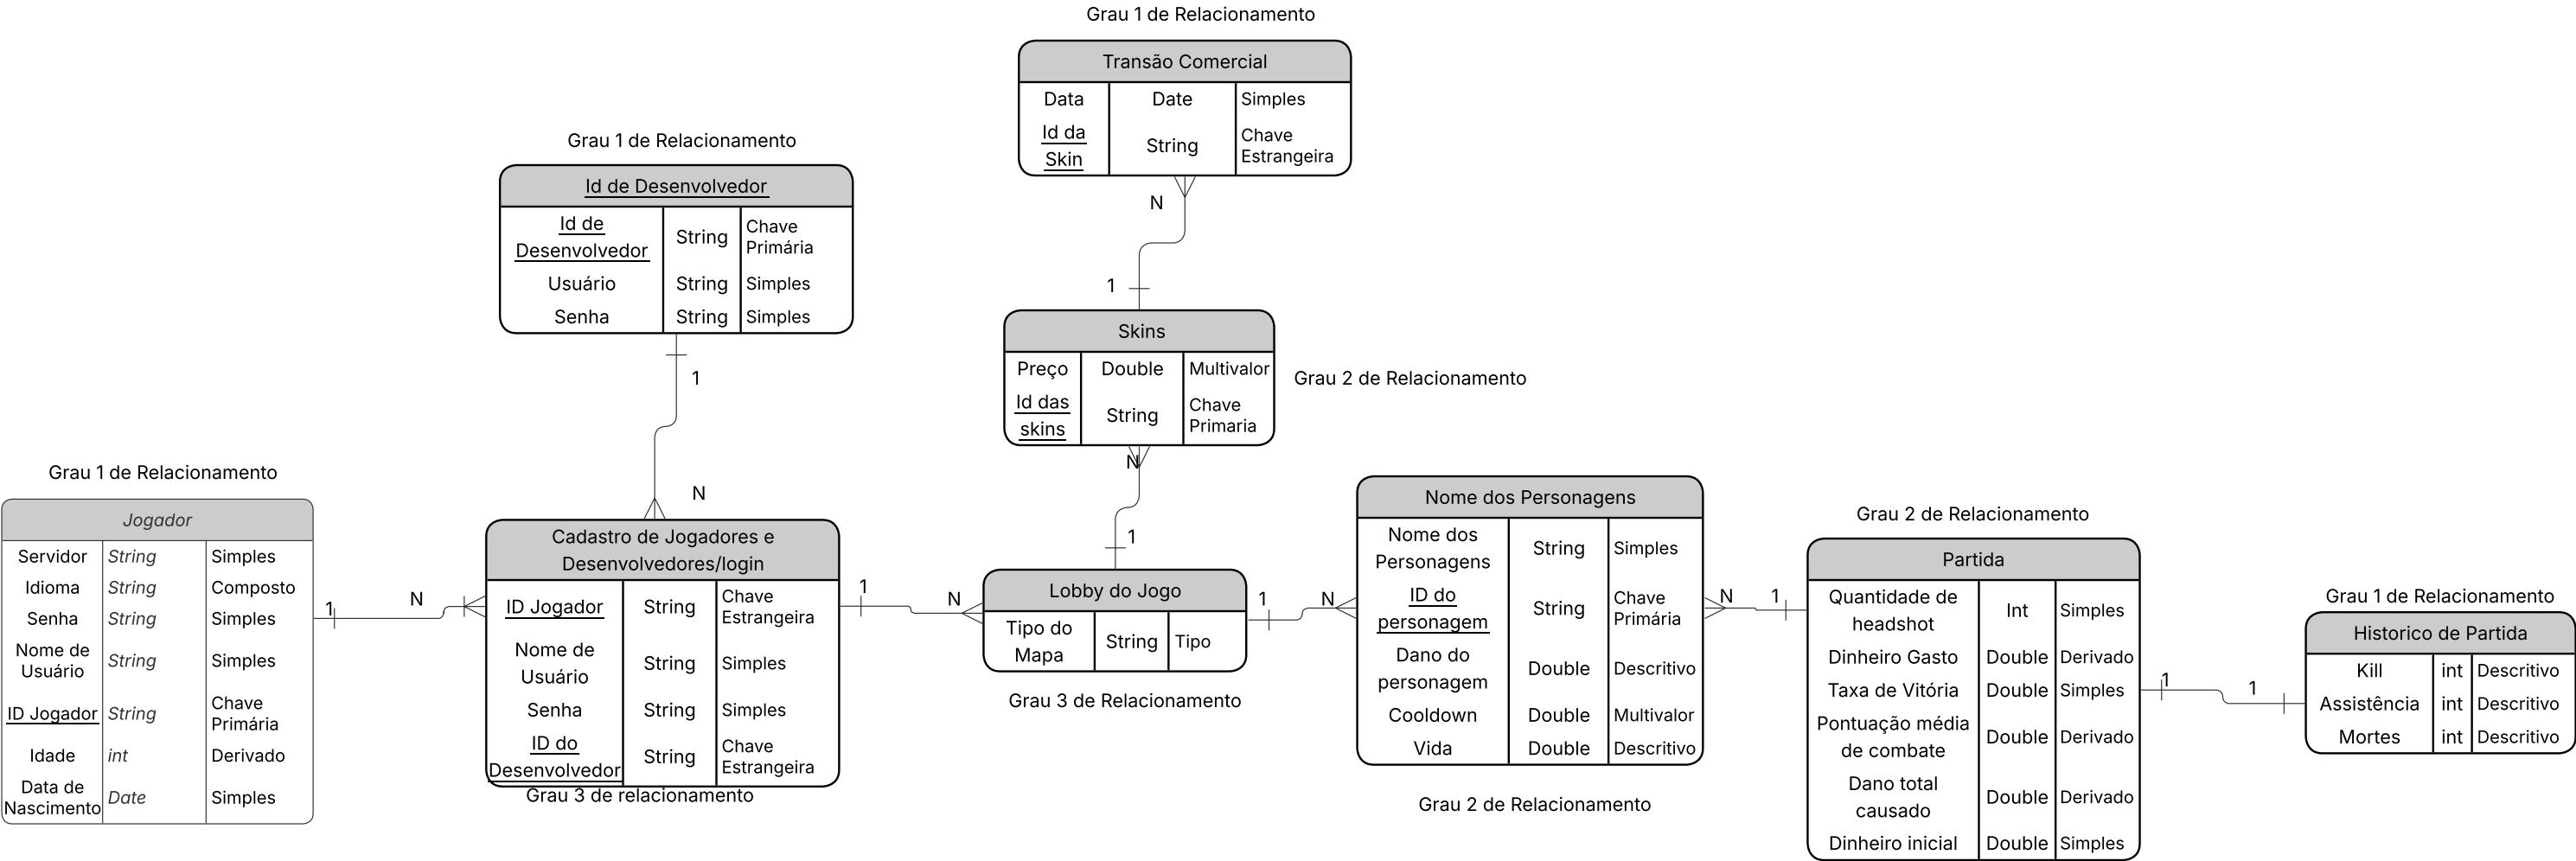 Grau 1 de Relacionamento
Transão Comercial
Data Date Simples
Id da
Skin String Chave
Estrangeira
N
1
Grau 1 de Relacionamento
Id de Desenvolvedor
Id de
Desenvolvedor String Chave
Primária
Usuário String Simples
Senha String Simples
1
N
Skins
Preço Double Multivalor
Id das
skins String Chave
Primaria
Grau 2 de Relacionamento
N
1
Grau 1 de Relacionamento
Jogador
Servidor String Simples
Idioma String Composto
Senha String Simples
Nome de
Usuário String Simples
ID Jogador String Chave
Primária
Idade int Derivado
Data de
Nascimento Date Simples
1
N
Cadastro de Jogadores e
Desenvolvedores/login
ID Jogador String Chave
Estrangeira
Nome de
Usuário String Simples
Senha String Simples
ID do
Desenvolvedor String Chave
Estrangeira
Grau 3 de relacionamento
1
N
Lobby do Jogo
Tipo do
Mapa String Tipo
Grau 3 de Relacionamento
1
N
Nome dos Personagens
Nome dos
Personagens String Simples
ID do
personagem String Chave
Primária
Dano do
personagem Double Descritivo
Cooldown Double Multivalor
Vida Double Descritivo
Grau 2 de Relacionamento
N
1
Grau 2 de Relacionamento
Partida
Quantidade de
headshot Int Simples
Dinheiro Gasto Double Derivado
Taxa de Vitória Double Simples
Pontuação média
de combate Double Derivado
Dano total
causado Double Derivado
Dinheiro inicial Double Simples
1
1
Grau 1 de Relacionamento
Historico de Partida
Kill int Descritivo
Assistência int Descritivo
Mortes int Descritivo